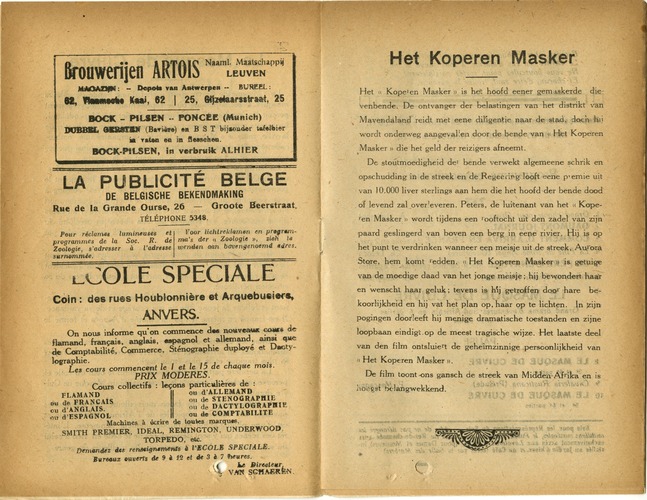 Brouwerijen ARTOIS Naaml. Maatschappij
LEUVEN
MAGAZIJN: - Depots van Antwerpen - BUREEL:
62, Vlaamsche Kaai, 62 | 25, Gijzelaarsstraat, 25
BOCK - PILSEN - FONCÉE (Munich)
DUBBEL GERSTEN (Bavière) en B S T bijzonder tafelbier
in vaten en in flesschen.
BOCK-PILSEN, in verbruik ALHIER
LA PUBLICITÉ BELGE
DE BELGISCHE BEKENDMAKING
Rue de la Grande Ourse, 26 — Groote Beerstraat,
TÉLÉPHONE 5348.
Pour réclames lumineuses et
programmes de la Soc. R. de
Zoologie, s'adresser à l'adresse
surnommée.
Voor lichtreklamen en program-
ma's der « Zoologie », zich te
wenden aan bovengenoemd adres.
ECOLE SPECIALE
Coin : des rues Houblonnière et Arquebusiers,
ANVERS.
On nous informe qu'on commence des nouveaux cours de
flamand, français, anglais, espagnol et allemand, ainsi que
de Comptabilité, Commerce, Sténographie duployé et Dacty-
lographie.
Les cours commencent le 1 et le 15 de chaque mois.
PRIX MODERES.
Cours collectifs : leçons particulières de :
FLAMAND
ou de FRANCAIS
ou d'ANGLAIS.
ou d'ESPAGNOL
ou d'ALLEMAND
ou de STENOGRAPHIE
ou de DACTYLOGRAPHIE
ou de COMPTABILITE
Machines à écrire de toutes marques.
SMITH PREMIER, IDEAL, REMINGTON, UNDERWOOD,
TORPEDO, etc.
Demandez des renseignements à l'ECOLE SPECIALE.
Bureaux ouverts de 9 à 12 et de 3 à 7 heures.
Le Directeur
VAN SCHAEREN.
Het Koperen Masker
Het « Koperen Masker » is het hoofd eener gemaskerde die
venbende. De ontvanger der belastingen van het distrikt van
Mavendaland reidt met eene diligentie naar de stad, doch hij
wordt onderweg aangevallen door de bende van « Het Koperen
Masker » die het geld der reizigers afneemt.
De stoutmoedigheid der bende verwekt algemeene schrik en
opschudding in de streek en de Regeering looft eene premie uit
van 10.000 liver sterlings aan hem die het hoofd der bende dood
of levend zal overleveren. Peters, de luitenant van het « Kope-
ren Masker » wordt tijdens een rooftocht uit den zadel van zijn
paard geslingerd van boven een berg in eene rivier. Hij is op
het punt te verdrinken wanneer een meisje uit de streek, Aurora
Store, hem komt redden. « Het Koperen Masker » is getuige
van de moedige daad van het jonge meisje; hij bewondert haar
en wenscht haar geluk; tevens is hij getroffen door hare be-
koorlijkheid en hij vat het plan op, haar op te lichten. In zijn
pogingen doorleeft hij menige dramatische toestanden en zijne
loopbaan eindigt op de meest tragische wijze. Het laatste deel
van den film ontsluiert de geheimzinnige persoonlijkheid van
« Het Koperen Masker ».
De film toont ons gansch de streek van Midden-Afrika en is
hoogst belangwekkend.